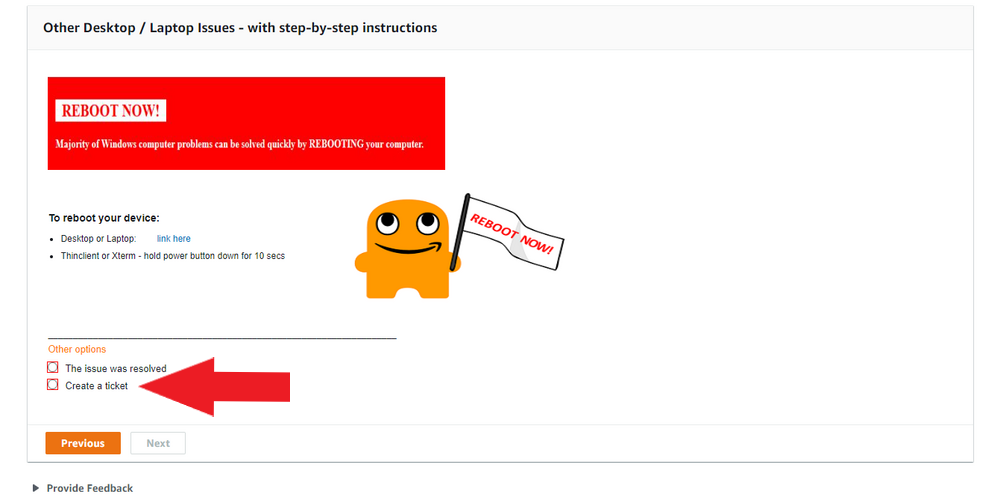 Other Desktop / Laptop Issues - with step-by-step instructions
REBOOT NOW!
Majority of Windows computer problems can be solved quickly by REBOOTING your computer.
To reboot your device:
• Desktop or Laptop: link here
• Thinclient or Xterm - hold power button down for 10 secs
REBOOT NOW!
Other options
The issue was resolved
Create a ticket
Previous
Next
Provide Feedback